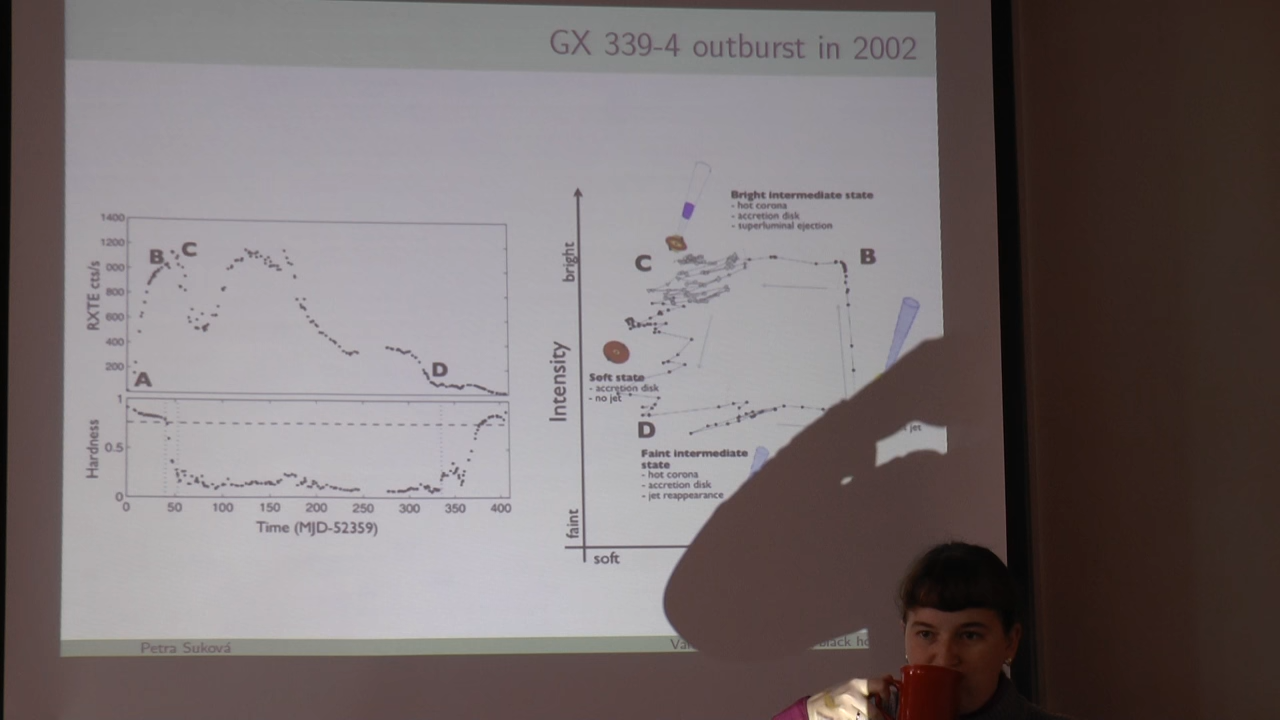 GX 339-4 outburst in 2002
1400
1200
000
800
600
400
200
RXTE cts/s
A
B
C
D
1
0.5
0
Hardness
0 50 100 150 200 250 300 350 400
Time (MJD-52359)
Intensity
bright
faint
soft
Bright intermediate state
- hot corona
- accretion disk
- superluminal ejection
C
B
Soft state
- accretion disk
- no jet
D
Faint intermediate
state
- hot corona
- accretion disk
- jet reappearance
jet
Petra Suková
black